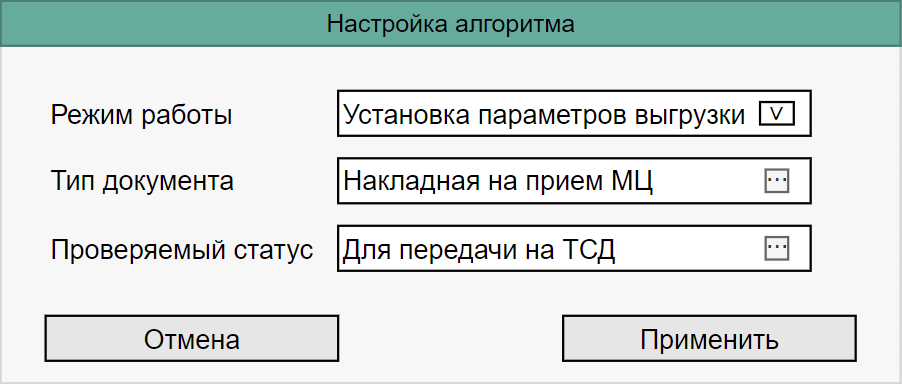 Настройка алгоритма
Режим работы Установка параметров выгрузки V
Тип документа Накладная на прием МЦ ...
Проверяемый статус Для передачи на ТСД ...
Отмена Применить